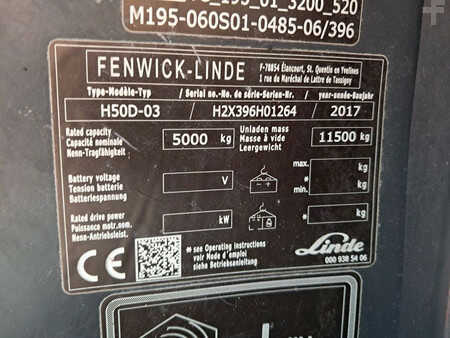 _195_01_3200_520
M195-060S01-0485-06/396
FENWICK-LINDE
F-78854 Élancourt, St. Quentin en Yvelines
1 rue du Maréchal de Lattre de Tassigny
Type-Modèle-Typ Serial no.-No. de série-Serien-Nr. year-année-Baujahr
H50D-03 / H2X396H01264 / 2017
Rated capacity
Capacité nominale
Nenn-Tragfähigkeit
5000 kg
Unladen mass
Masse à vide
Leergewicht
11500 kg
Battery voltage
Tension batterie
Batteriespannung
V
max. kg
*
min. kg
Rated drive power
Puissance mot.nom.
Nenn-Antriebsleist.
kW
* kg
CE
* see Operating instructions
voir Mode d'emploi
siehe Betriebsanleitung
Linde
000 938 54 06